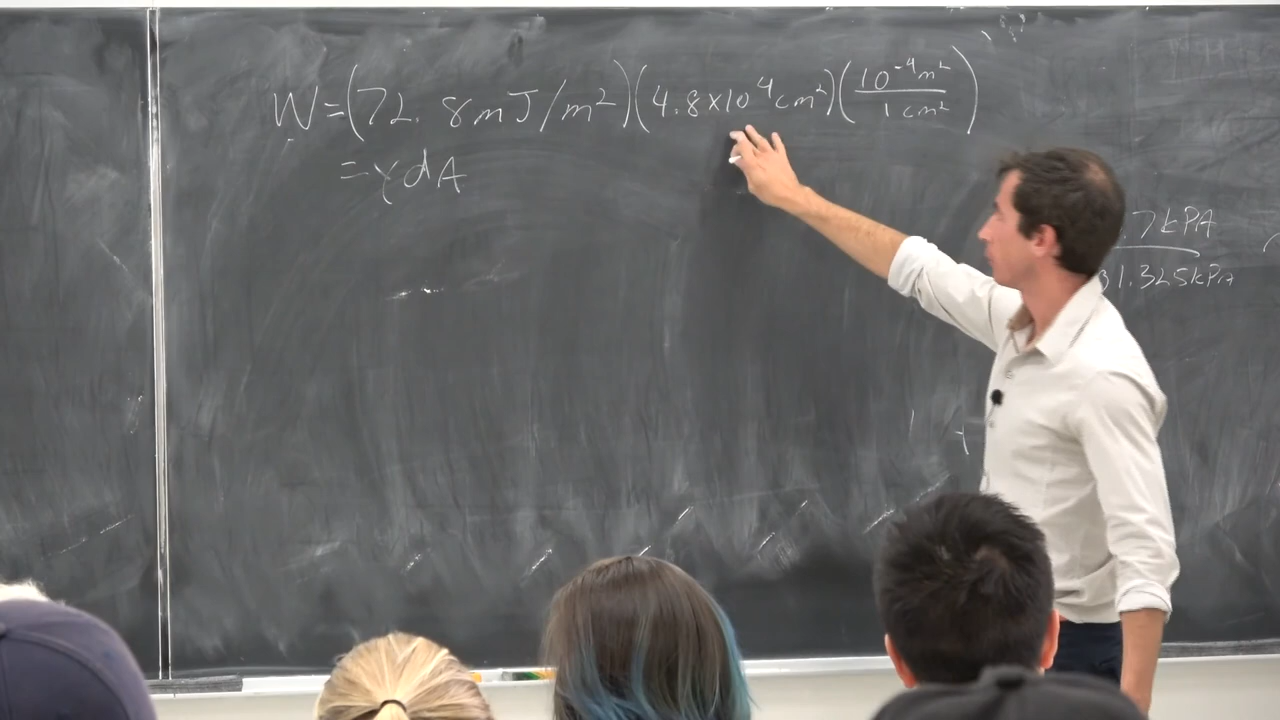 W = (72.8mJ/m²)(4.8x10⁴cm²)(10⁻⁴m²/1cm²)
= γdA
.7kPA
1.325kPA